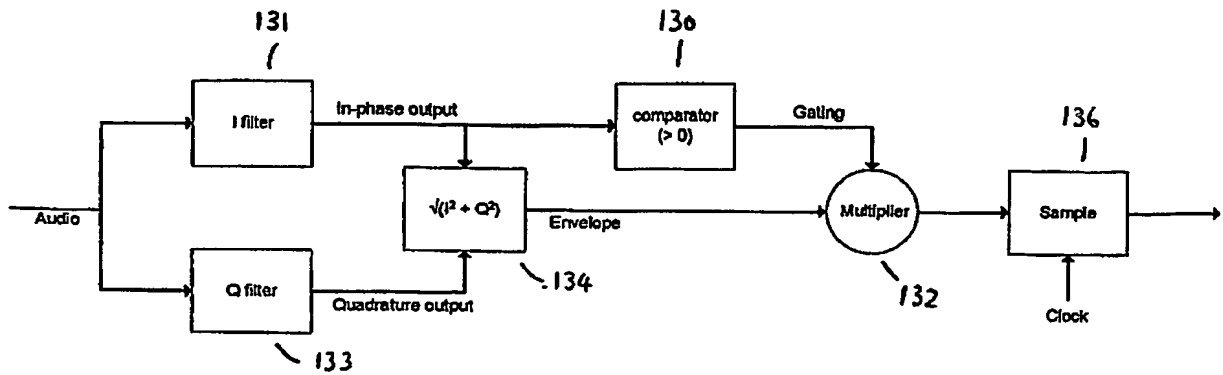 131
130
136
I filter
In-phase output
comparator
(> 0)
Gating
Audio
√(I² + Q²)
Envelope
Multiplier
Sample
134
132
Q filter
Quadrature output
Clock
133